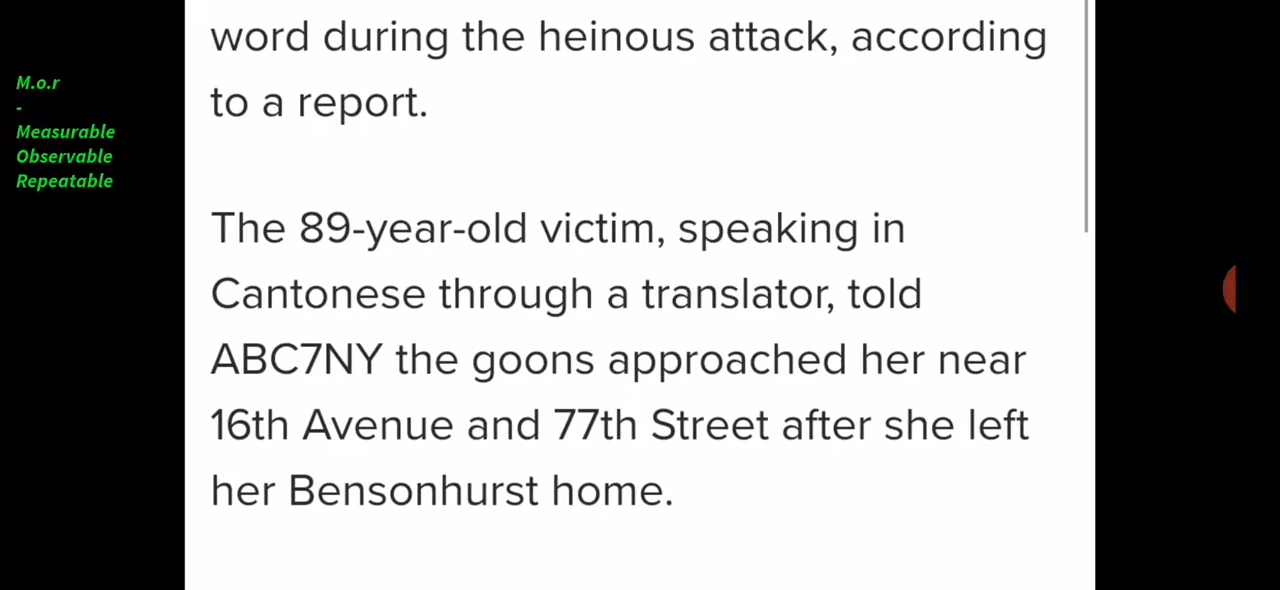 M.o.r
-
Measurable
Observable
Repeatable
word during the heinous attack, according
to a report.
The 89-year-old victim, speaking in
Cantonese through a translator, told
ABC7NY the goons approached her near
16th Avenue and 77th Street after she left
her Bensonhurst home.